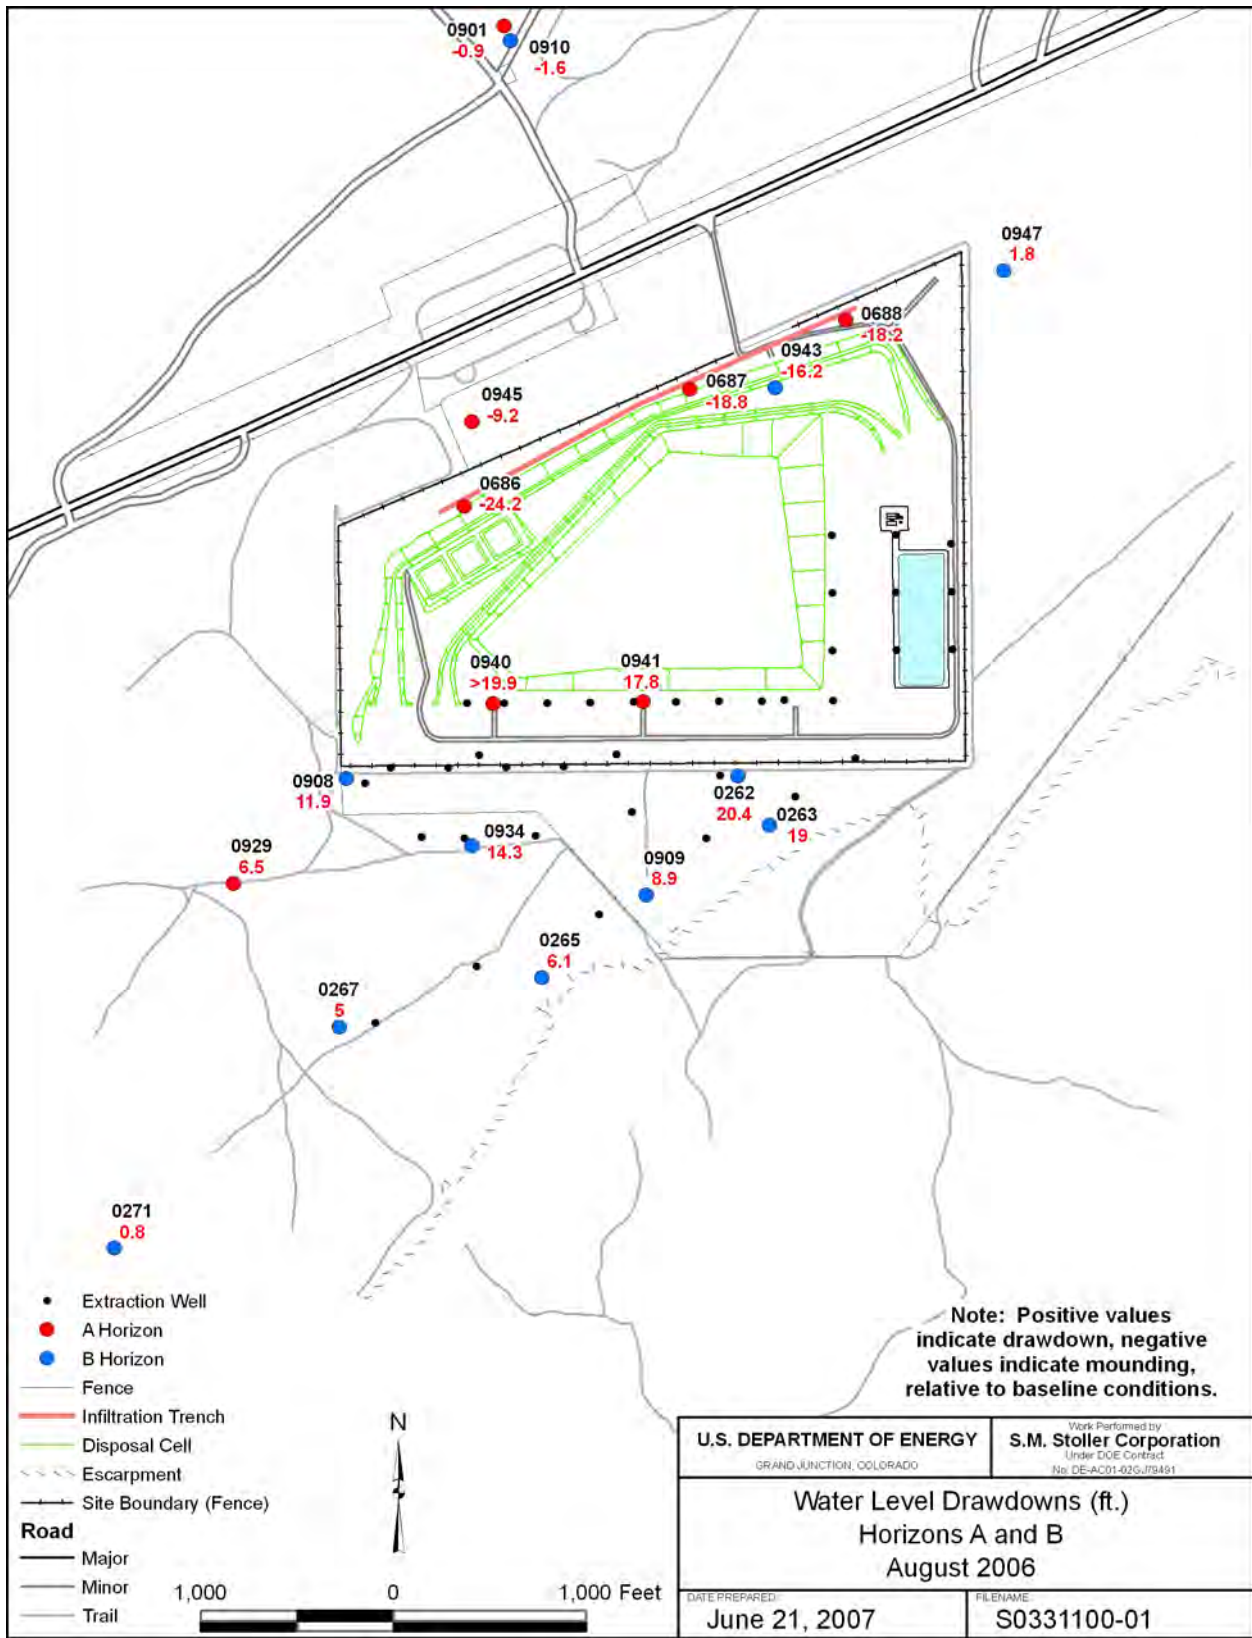 0901
-0.9
0910
-1.6
0947
1.8
0688
-18.2
0943
-16.2
0687
-18.8
0945
-9.2
0686
-24.2
0940
>19.9
0941
17.8
0908
11.9
0262
20.4
0263
19
0934
14.3
0929
6.5
0909
8.9
0265
6.1
0267
5
0271
0.8
Extraction Well
A Horizon
B Horizon
Fence
Infiltration Trench
Disposal Cell
Escarpment
Site Boundary (Fence)
Road
Major
Minor
Trail
N
1,000 0 1,000 Feet
Note: Positive values
indicate drawdown, negative
values indicate mounding,
relative to baseline conditions.
U.S. DEPARTMENT OF ENERGY
GRAND JUNCTION, COLORADO
Work Performed by
S.M. Stoller Corporation
Under DOE Contract
No. DE-AC01-02GJ79491
Water Level Drawdowns (ft.)
Horizons A and B
August 2006
DATE PREPARED:
June 21, 2007
FILENAME:
S0331100-01